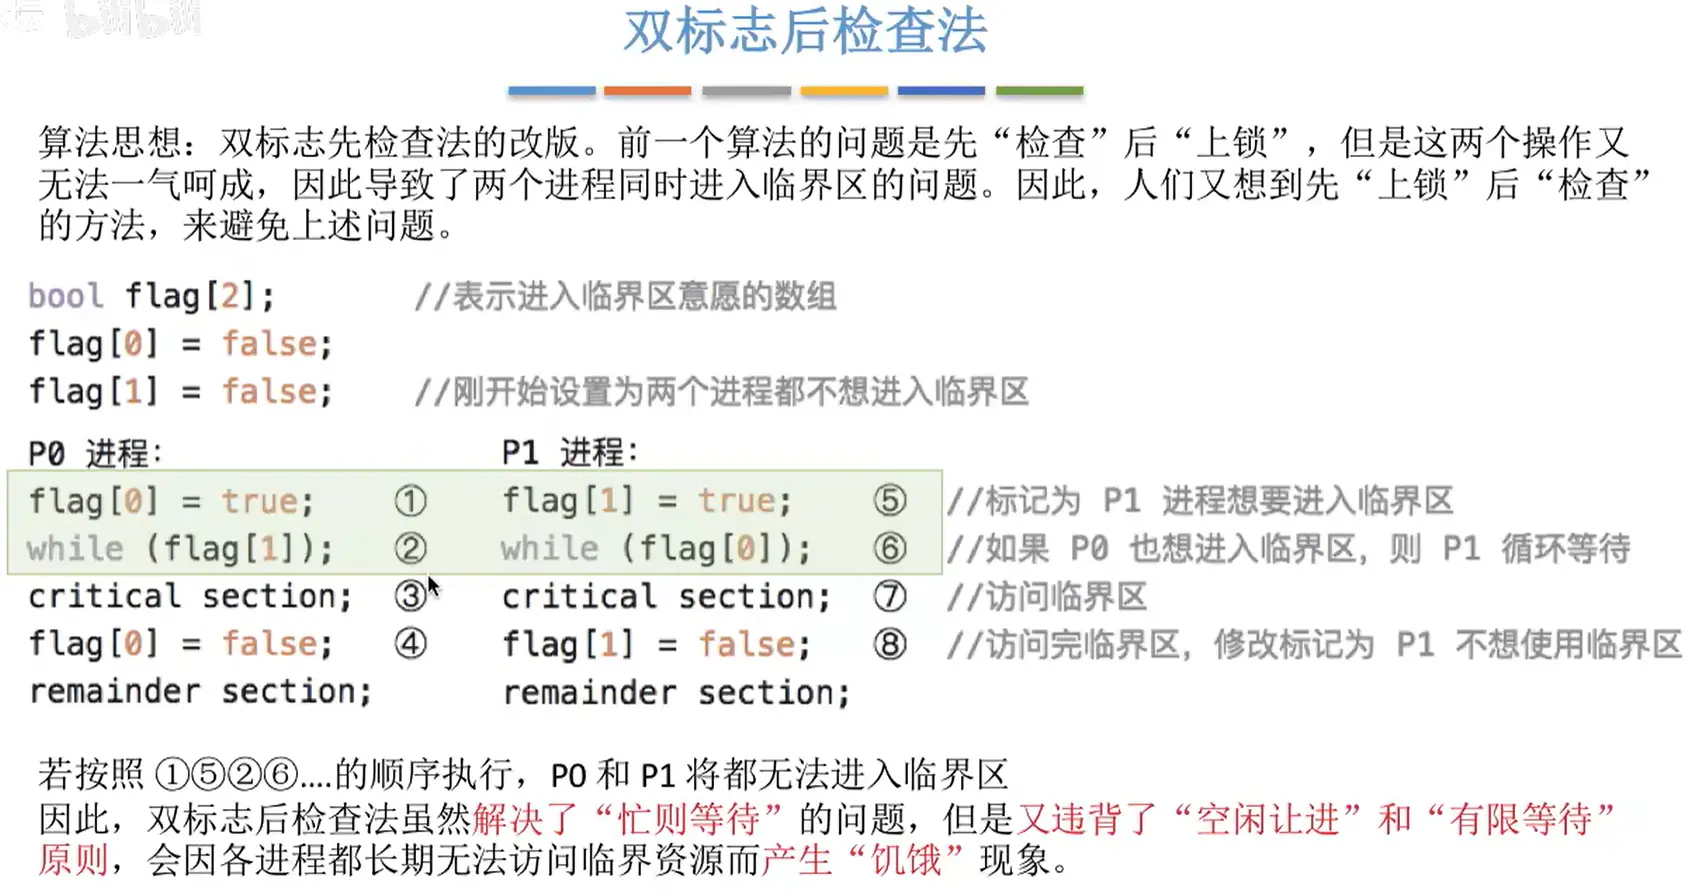 bilibili
双标志后检查法
算法思想：双标志先检查法的改版。前一个算法的问题是先“检查”后“上锁”，但是这两个操作又
无法一气呵成，因此导致了两个进程同时进入临界区的问题。因此，人们又想到先“上锁”后“检查”
的方法，来避免上述问题。
bool flag[2]; //表示进入临界区意愿的数组
flag[0] = false;
flag[1] = false; //刚开始设置为两个进程都不想进入临界区
P0 进程： P1 进程：
flag[0] = true; ① flag[1] = true; ⑤ //标记为 P1 进程想要进入临界区
while (flag[1]); ② while (flag[0]); ⑥ //如果 P0 也想进入临界区，则 P1 循环等待
critical section; ③ critical section; ⑦ //访问临界区
flag[0] = false; ④ flag[1] = false; ⑧ //访问完临界区，修改标记为 P1 不想使用临界区
remainder section; remainder section;
若按照 ①⑤②⑥....的顺序执行，P0 和 P1 将都无法进入临界区
因此，双标志后检查法虽然解决了“忙则等待”的问题，但是又违背了“空闲让进”和“有限等待”
原则，会因各进程都长期无法访问临界资源而产生“饥饿”现象。